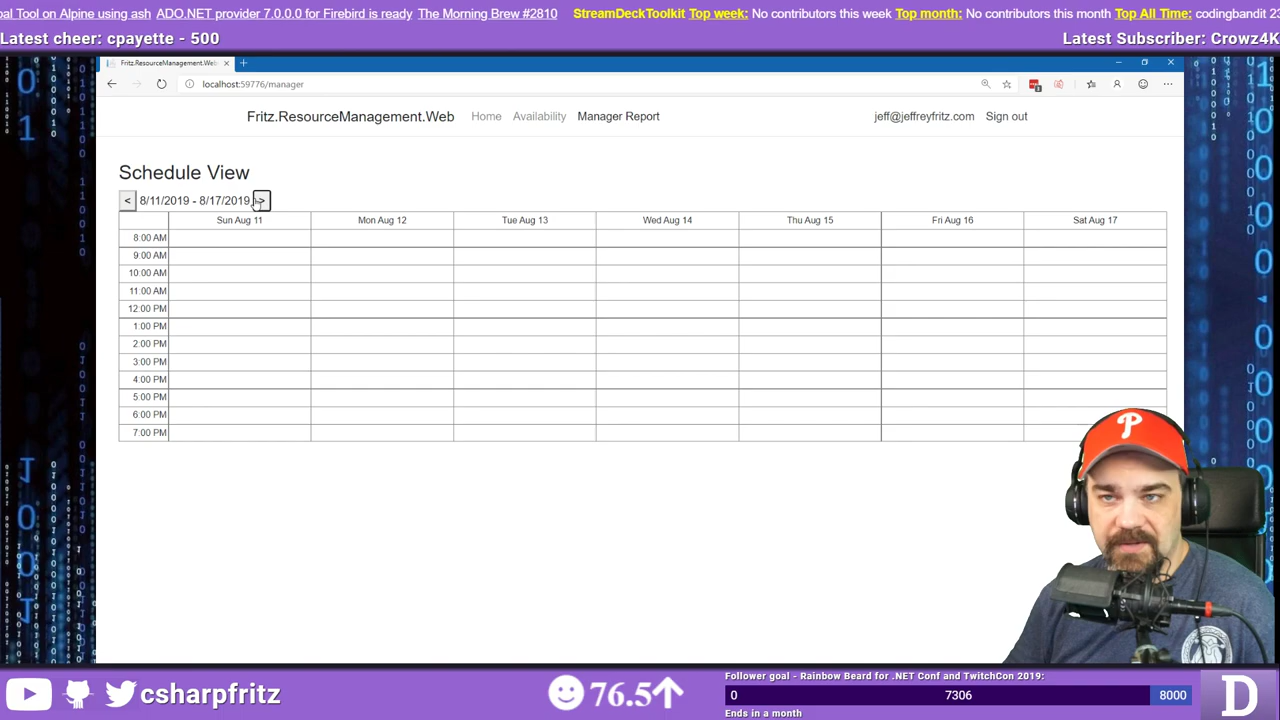 oal Tool on Alpine using ash ADO.NET provider 7.0.0.0 for Firebird is ready The Morning Brew #2810 StreamDeckToolkit Top week: No contributors this week Top month: No contributors this month Top All Time: codingbandit 2
Latest cheer: cpayette - 500
Latest Subscriber: Crowz4K
Fritz.ResourceManagement.Web
localhost:59776/manager
Fritz.ResourceManagement.Web Home Availability Manager Report jeff@jeffreyfritz.com Sign out
Schedule View
< 8/11/2019 - 8/17/2019 >
Sun Aug 11 Mon Aug 12 Tue Aug 13 Wed Aug 14 Thu Aug 15 Fri Aug 16 Sat Aug 17
8:00 AM
9:00 AM
10:00 AM
11:00 AM
12:00 PM
1:00 PM
2:00 PM
3:00 PM
4:00 PM
5:00 PM
6:00 PM
7:00 PM
P
csharpfritz
76.5
Follower goal - Rainbow Beard for .NET Conf and TwitchCon 2019:
0 7306 8000
Ends in a month
D